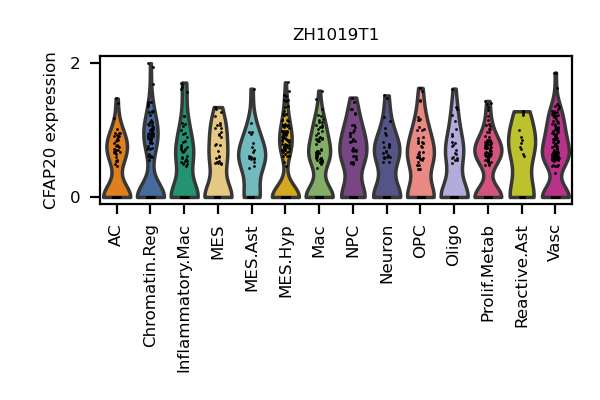 ZH1019T1
CFAP20 expression
2
0
AC
Chromatin.Reg
Inflammatory.Mac
MES
MES.Ast
MES.Hyp
Mac
NPC
Neuron
OPC
Oligo
Prolif.Metab
Reactive.Ast
Vasc